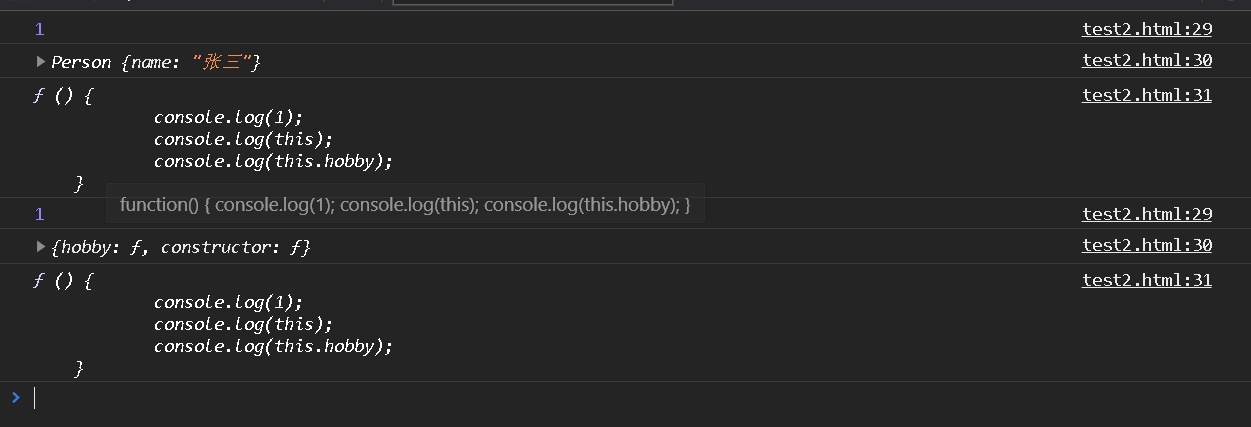 1 test2.html:29
Person {name: "张三"} test2.html:30
ƒ () { test2.html:31
console.log(1);
console.log(this);
console.log(this.hobby);
}
function() { console.log(1); console.log(this); console.log(this.hobby); }
1 test2.html:29
{hobby: ƒ, constructor: ƒ} test2.html:30
ƒ () { test2.html:31
console.log(1);
console.log(this);
console.log(this.hobby);
}